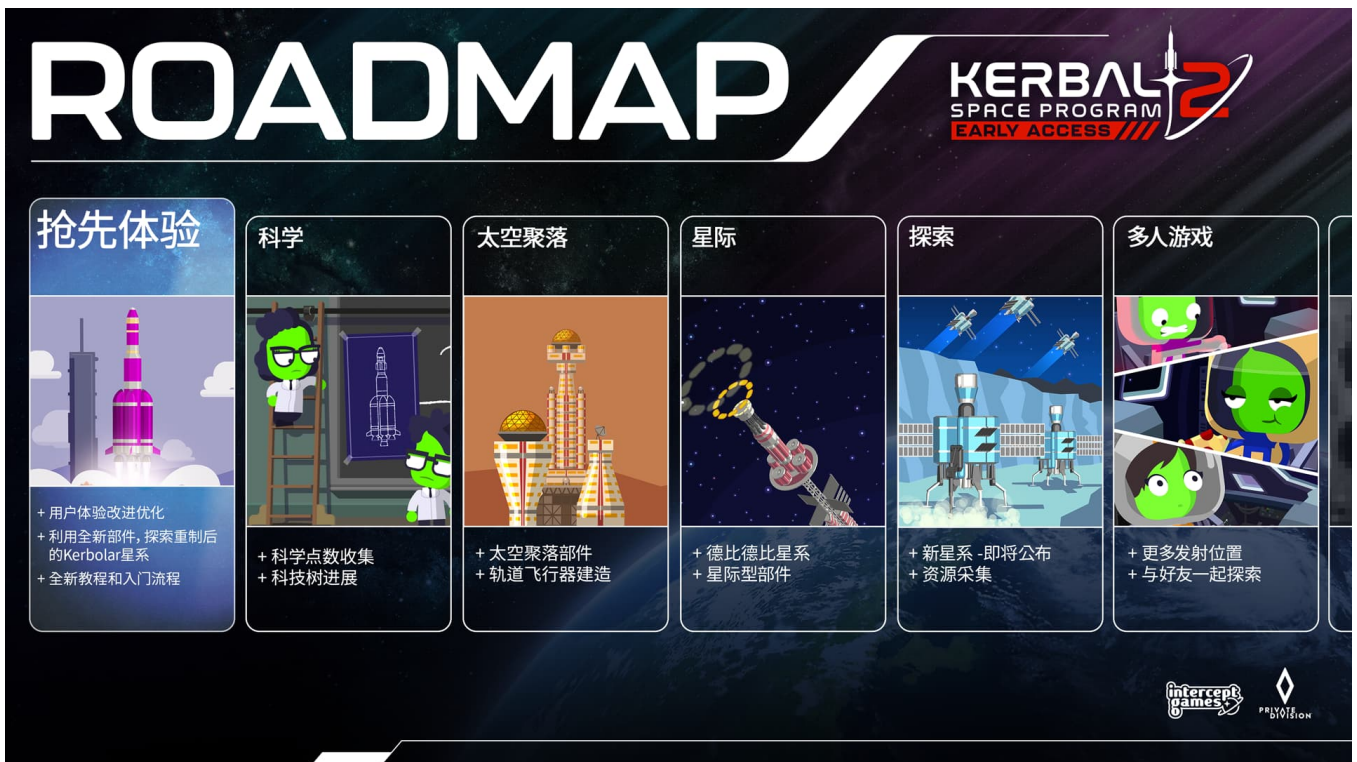 ROADMAP
KERBAL 2
SPACE PROGRAM
EARLY ACCESS
抢先体验
+ 用户体验改进优化
+ 利用全新部件, 探索重制后
的Kerbolar星系
+ 全新教程和入门流程
科学
+ 科学点数收集
+ 科技树进展
太空聚落
+ 太空聚落部件
+ 轨道飞行器建造
星际
+ 德比德比星系
+ 星际型部件
探索
+ 新星系 -即将公布
+ 资源采集
多人游戏
+ 更多发射位置
+ 与好友一起探索
intercept
games
PRIVATE
DIVISION